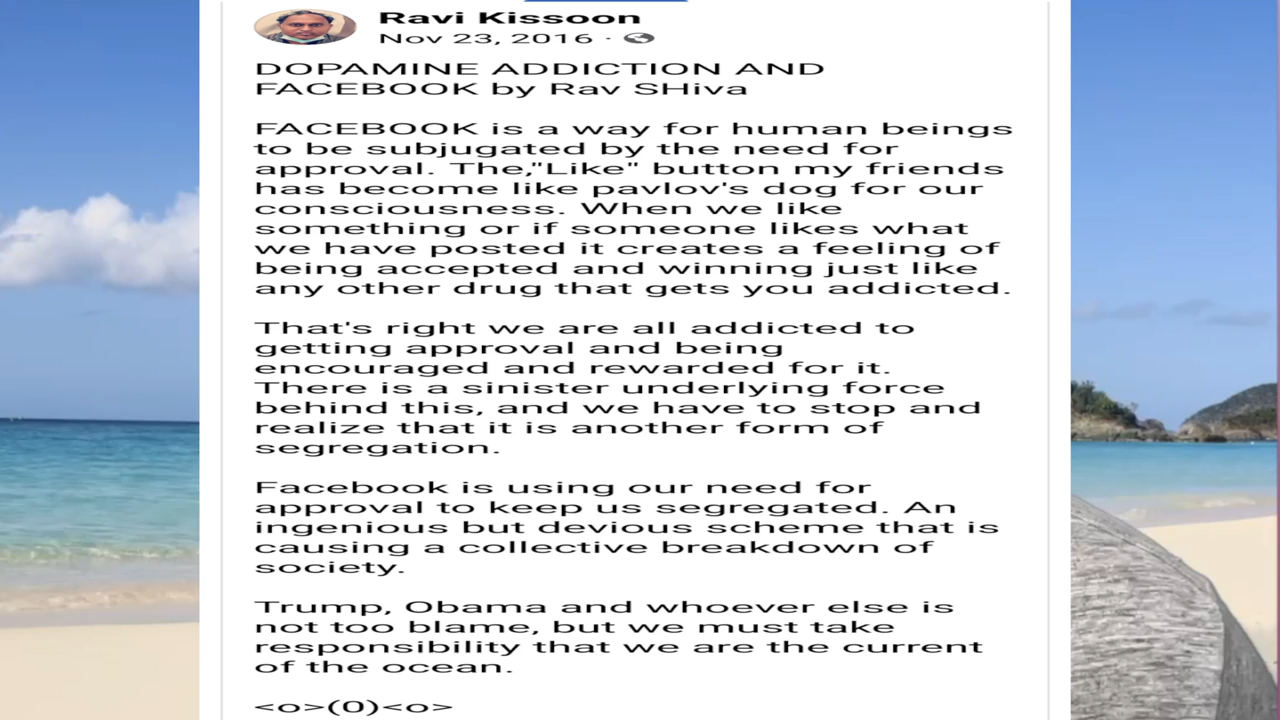 Ravi Kissoon
Nov 23, 2016 ·
DOPAMINE ADDICTION AND
FACEBOOK by Rav SHiva
FACEBOOK is a way for human beings
to be subjugated by the need for
approval. The,"Like" button my friends
has become like pavlov's dog for our
consciousness. When we like
something or if someone likes what
we have posted it creates a feeling of
being accepted and winning just like
any other drug that gets you addicted.
That's right we are all addicted to
getting approval and being
encouraged and rewarded for it.
There is a sinister underlying force
behind this, and we have to stop and
realize that it is another form of
segregation.
Facebook is using our need for
approval to keep us segregated. An
ingenious but devious scheme that is
causing a collective breakdown of
society.
Trump, Obama and whoever else is
not too blame, but we must take
responsibility that we are the current
of the ocean.
<o>(0)<o>